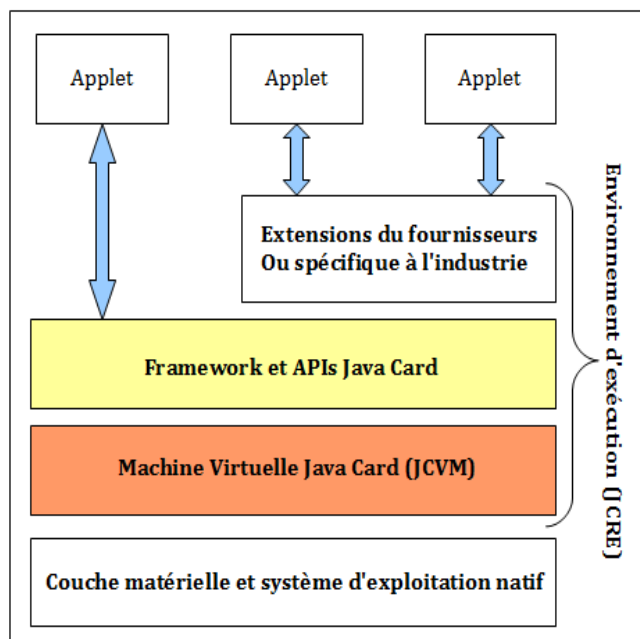 Applet
Applet
Applet
Extensions du fournisseurs
Ou spécifique à l'industrie
Framework et APIs Java Card
Machine Virtuelle Java Card (JCVM)
Couche matérielle et système d'exploitation natif
Environnement d'exécution (JCRE)